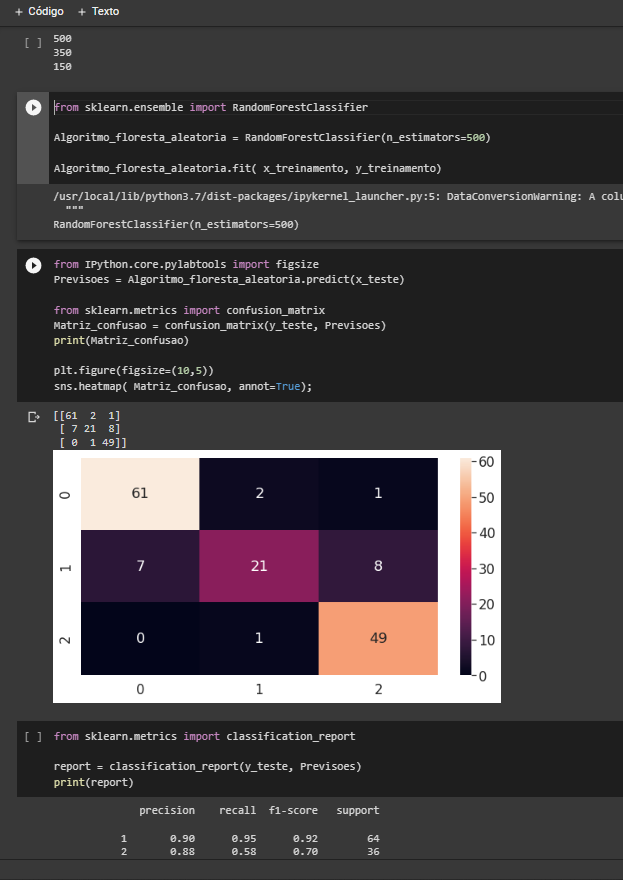 + Código + Texto
[ ] 500
350
150
from sklearn.ensemble import RandomForestClassifier
Algoritmo_floresta_aleatoria = RandomForestClassifier(n_estimators=500)
Algoritmo_floresta_aleatoria.fit( x_treinamento, y_treinamento)
/usr/local/lib/python3.7/dist-packages/ipykernel_launcher.py:5: DataConversionWarning: A colu
"""
RandomForestClassifier(n_estimators=500)
from IPython.core.pylabtools import figsize
Previsoes = Algoritmo_floresta_aleatoria.predict(x_teste)
from sklearn.metrics import confusion_matrix
Matriz_confusao = confusion_matrix(y_teste, Previsoes)
print(Matriz_confusao)
plt.figure(figsize=(10,5))
sns.heatmap( Matriz_confusao, annot=True);
[[61 2 1]
[ 7 21 8]
[ 0 1 49]]
0 61 2 1
1 7 21 8
2 0 1 49
0 1 2
60
50
40
30
20
10
0
[ ] from sklearn.metrics import classification_report
report = classification_report(y_teste, Previsoes)
print(report)
precision recall f1-score support
1 0.90 0.95 0.92 64
2 0.88 0.58 0.70 36